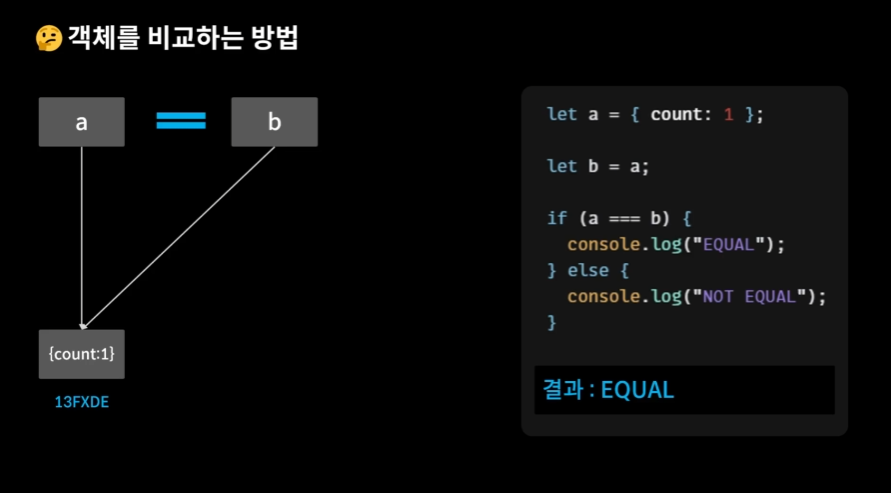 🤔 객체를 비교하는 방법
a
b
{count:1}
13FXDE
let a = { count: 1 };
let b = a;
if (a === b) {
  console.log("EQUAL");
} else {
  console.log("NOT EQUAL");
}
결과 : EQUAL